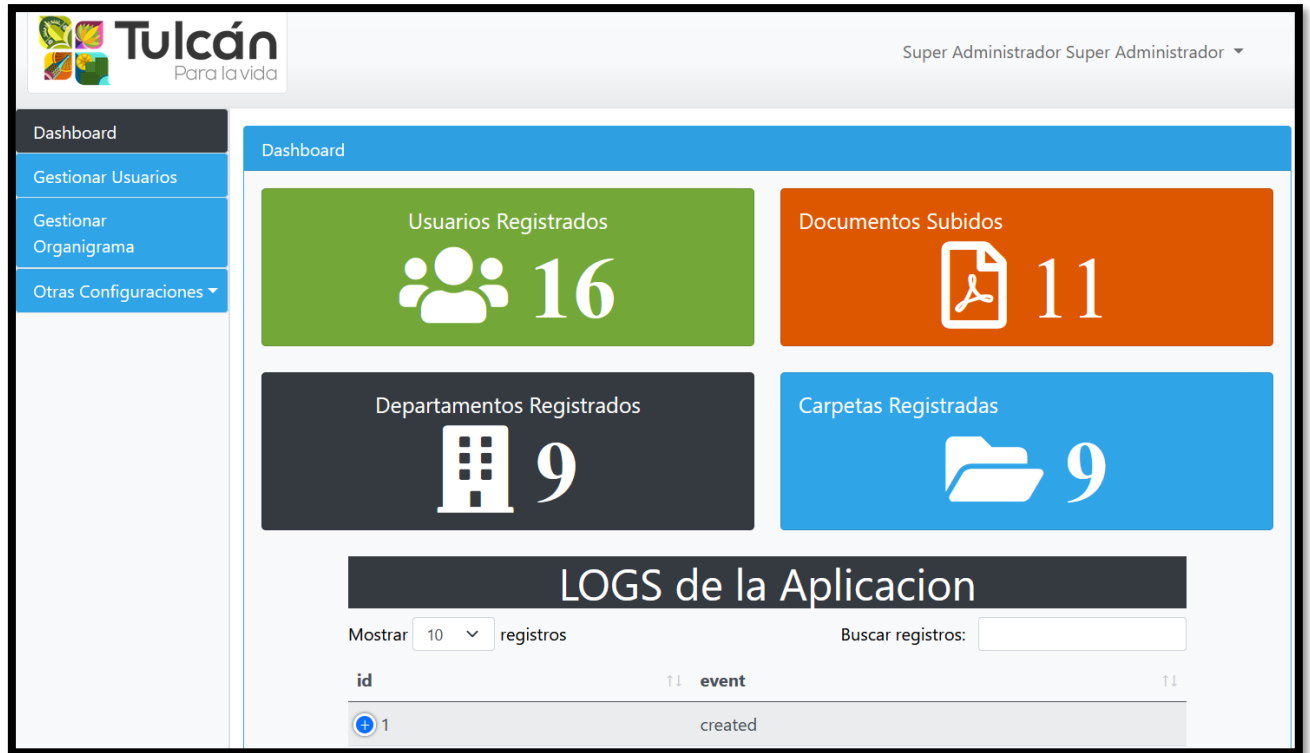 Tulcán
Para la vida
Super Administrador Super Administrador
Dashboard
Gestionar Usuarios
Gestionar
Organigrama
Otras Configuraciones
Dashboard
Usuarios Registrados
16
Documentos Subidos
11
Departamentos Registrados
9
Carpetas Registradas
9
LOGS de la Aplicacion
Mostrar 10 registros
Buscar registros:
id event
1 created